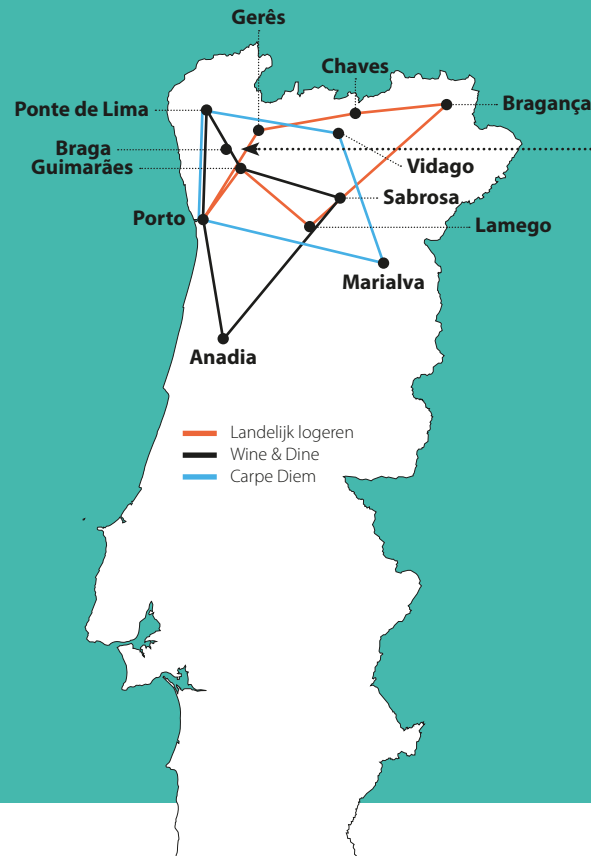 Gerês
Chaves
Bragança
Ponte de Lima
Braga
Vidago
Guimarães
Sabrosa
Porto
Lamego
Marialva
Anadia
Landelijk logeren
Wine & Dine
Carpe Diem